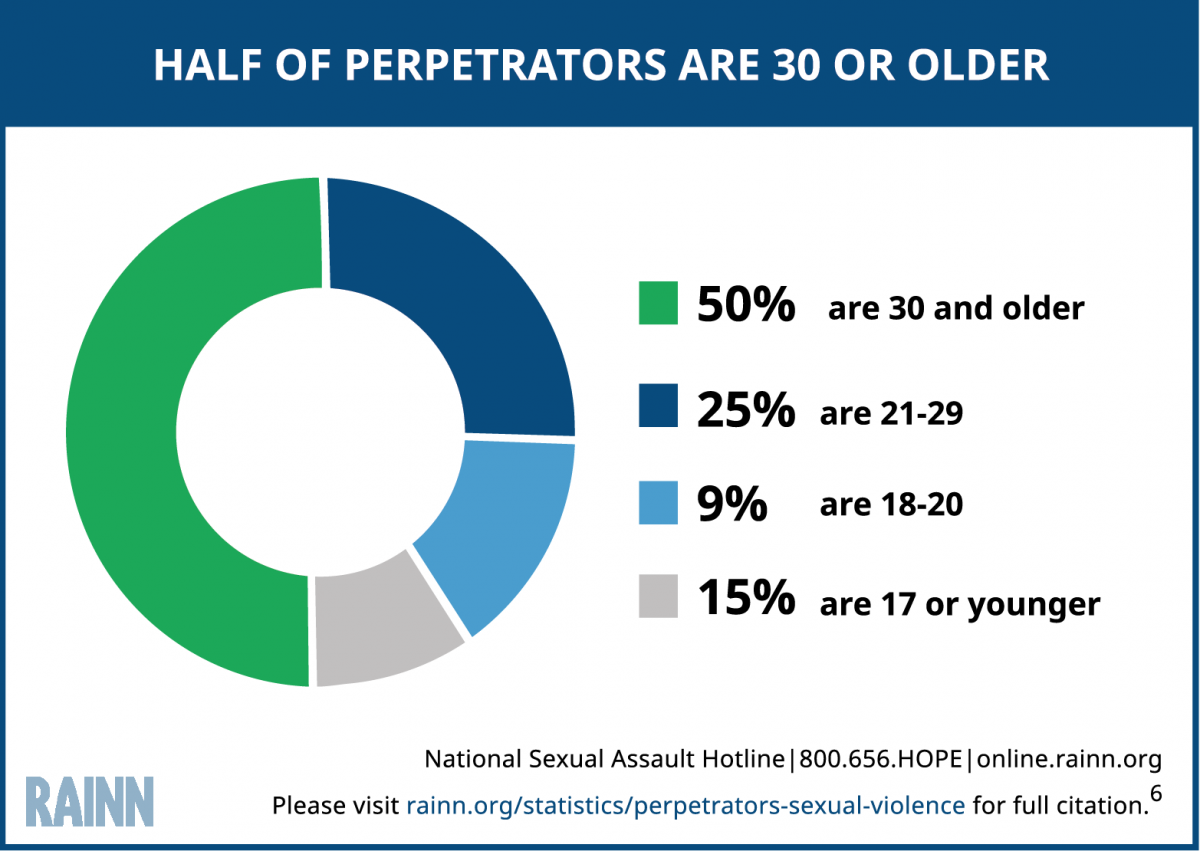 HALF OF PERPETRATORS ARE 30 OR OLDER
50% are 30 and older
25% are 21-29
9% are 18-20
15% are 17 or younger
National Sexual Assault Hotline|800.656.HOPE|online.rainn.org
Please visit rainn.org/statistics/perpetrators-sexual-violence for full citation.6
RAINN